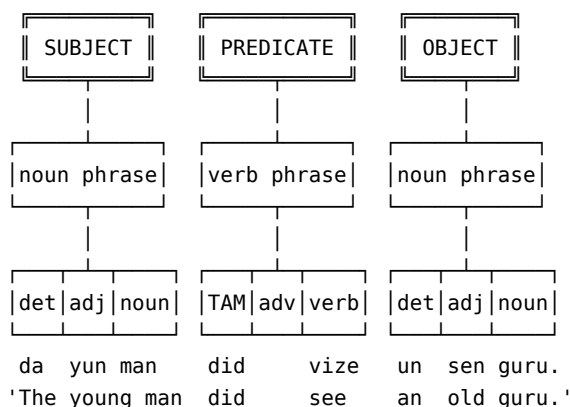 SUBJECT PREDICATE OBJECT
noun phrase verb phrase noun phrase
det adj noun TAM adv verb det adj noun
da yun man did vize un sen guru.
'The young man did see an old guru.'